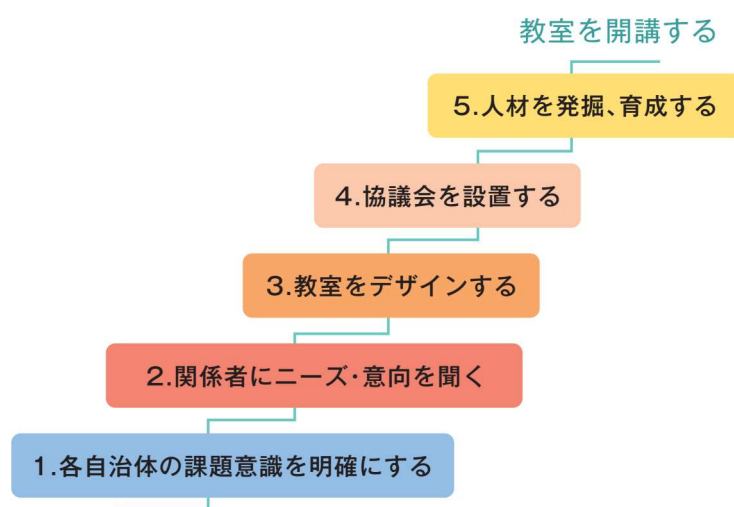 教室を開講する
5.人材を発掘、育成する
4.協議会を設置する
3.教室をデザインする
2.関係者にニーズ・意向を聞く
1.各自治体の課題意識を明確にする